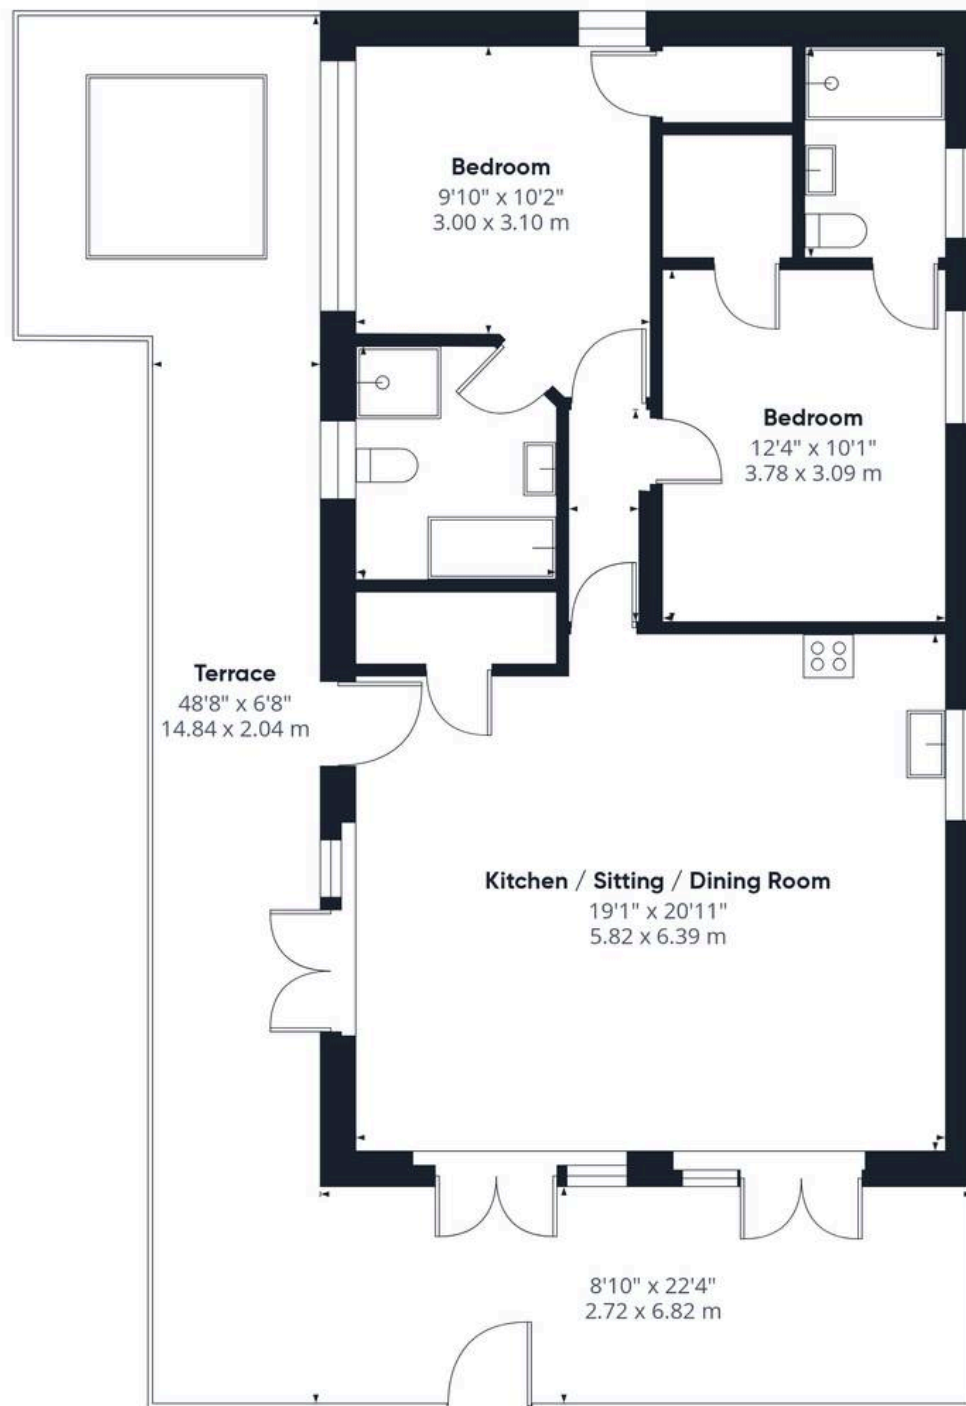 Bedroom
9'10" x 10'2"
3.00 x 3.10 m
Bedroom
12'4" x 10'1"
3.78 x 3.09 m
Terrace
48'8" x 6'8"
14.84 x 2.04 m
Kitchen / Sitting / Dining Room
19'1" x 20'11"
5.82 x 6.39 m
8'10" x 22'4"
2.72 x 6.82 m